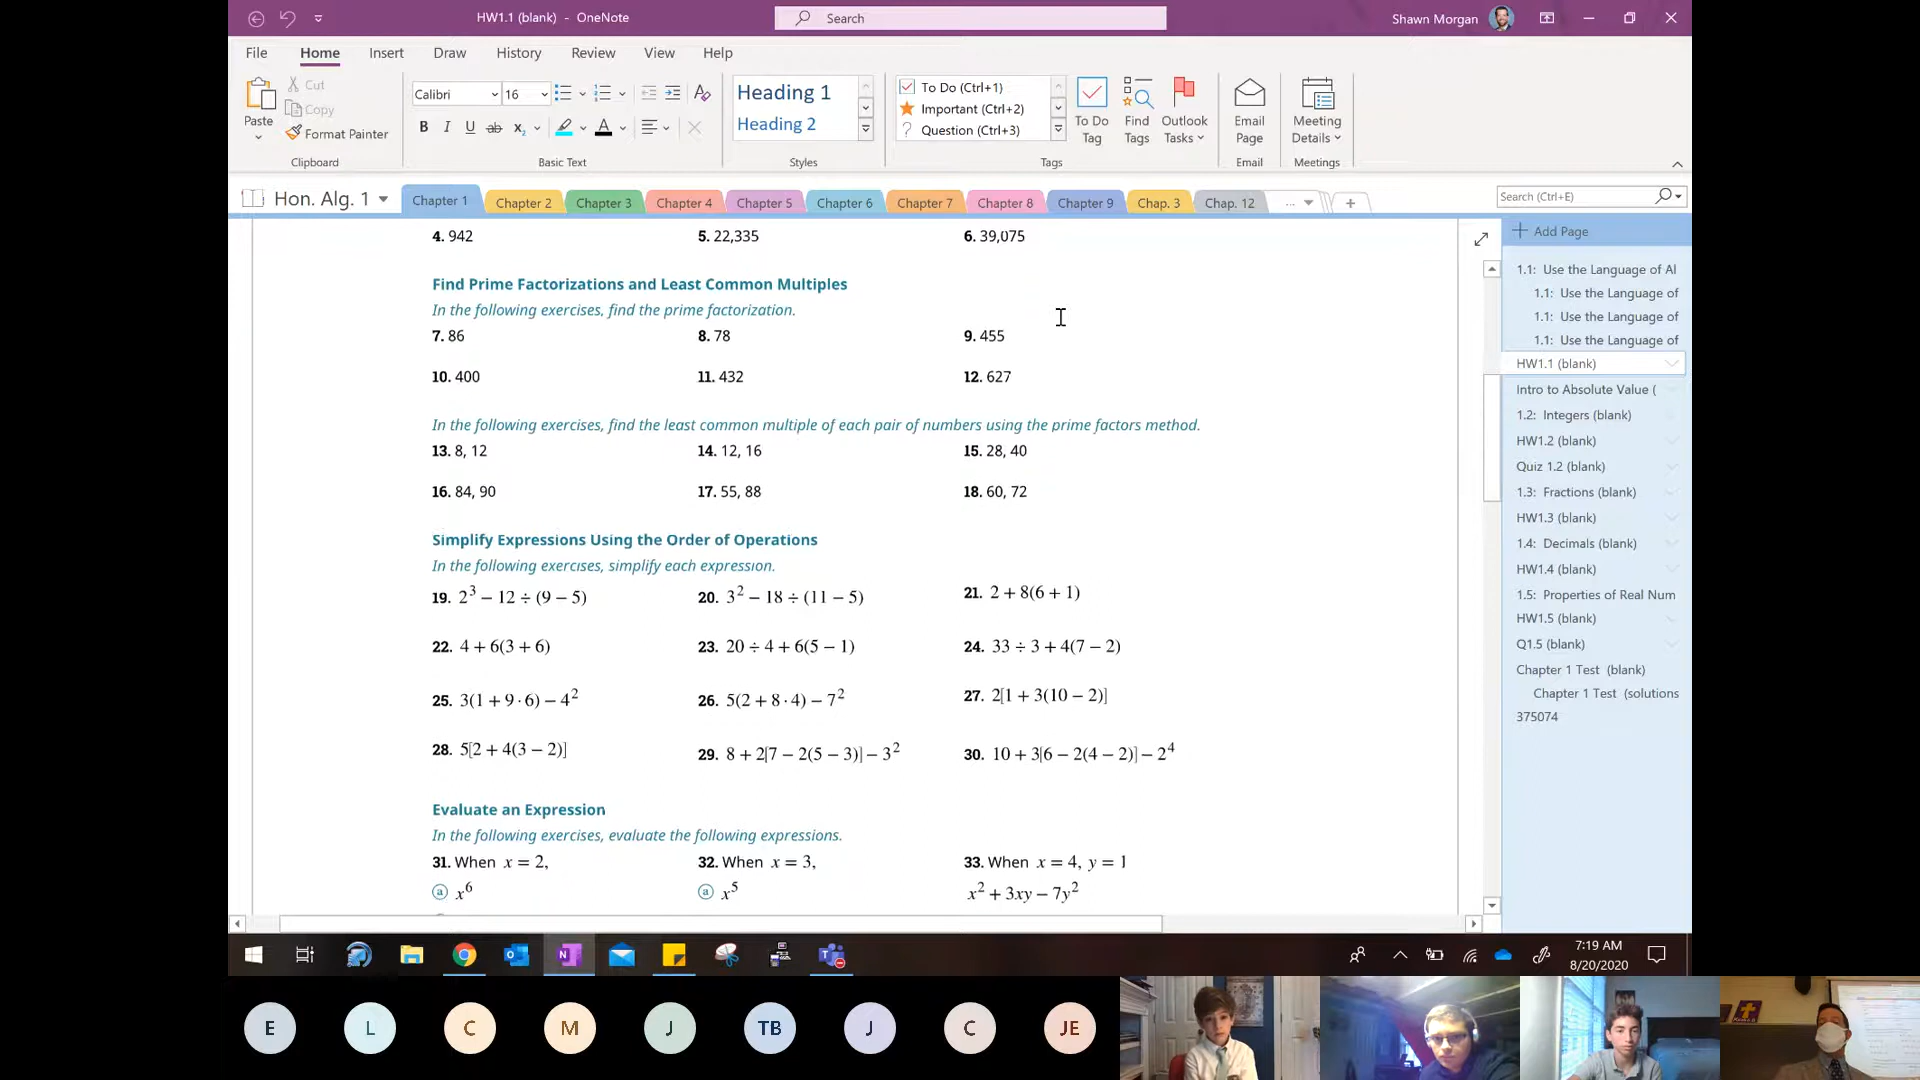 HW1.1 (blank) - OneNote
Search
Shawn Morgan
File Home Insert Draw History Review View Help
Paste
Cut
Copy
Format Painter
Clipboard
Calibri 16
B I U ab x₂ A
Basic Text
Heading 1
Heading 2
Styles
To Do (Ctrl+1)
Important (Ctrl+2)
? Question (Ctrl+3)
To Do Tag
Find Tags
Outlook Tasks
Tags
Email Page
Email
Meeting Details
Meetings
Hon. Alg. 1
Chapter 1 Chapter 2 Chapter 3 Chapter 4 Chapter 5 Chapter 6 Chapter 7 Chapter 8 Chapter 9 Chap. 3 Chap. 12 ... +
Search (Ctrl+E)
4. 942 5. 22,335 6. 39,075
Find Prime Factorizations and Least Common Multiples
In the following exercises, find the prime factorization.
7. 86 8. 78 9. 455
10. 400 11. 432 12. 627
In the following exercises, find the least common multiple of each pair of numbers using the prime factors method.
13. 8, 12 14. 12, 16 15. 28, 40
16. 84, 90 17. 55, 88 18. 60, 72
Simplify Expressions Using the Order of Operations
In the following exercises, simplify each expression.
19. 2³ − 12 ÷ (9 − 5) 20. 3² − 18 ÷ (11 − 5) 21. 2 + 8(6 + 1)
22. 4 + 6(3 + 6) 23. 20 ÷ 4 + 6(5 − 1) 24. 33 ÷ 3 + 4(7 − 2)
25. 3(1 + 9 · 6) − 4² 26. 5(2 + 8 · 4) − 7² 27. 2[1 + 3(10 − 2)]
28. 5[2 + 4(3 − 2)] 29. 8 + 2[7 − 2(5 − 3)] − 3² 30. 10 + 3[6 − 2(4 − 2)] − 2⁴
Evaluate an Expression
In the following exercises, evaluate the following expressions.
31. When x = 2, 32. When x = 3, 33. When x = 4, y = 1
ⓐ x⁶ ⓐ x⁵ x² + 3xy − 7y²
Add Page
1.1: Use the Language of Al
1.1: Use the Language of
1.1: Use the Language of
1.1: Use the Language of
HW1.1 (blank)
Intro to Absolute Value (
1.2: Integers (blank)
HW1.2 (blank)
Quiz 1.2 (blank)
1.3: Fractions (blank)
HW1.3 (blank)
1.4: Decimals (blank)
HW1.4 (blank)
1.5: Properties of Real Num
HW1.5 (blank)
Q1.5 (blank)
Chapter 1 Test (blank)
Chapter 1 Test (solutions
375074
7:19 AM
8/20/2020
E L C M J TB J C JE